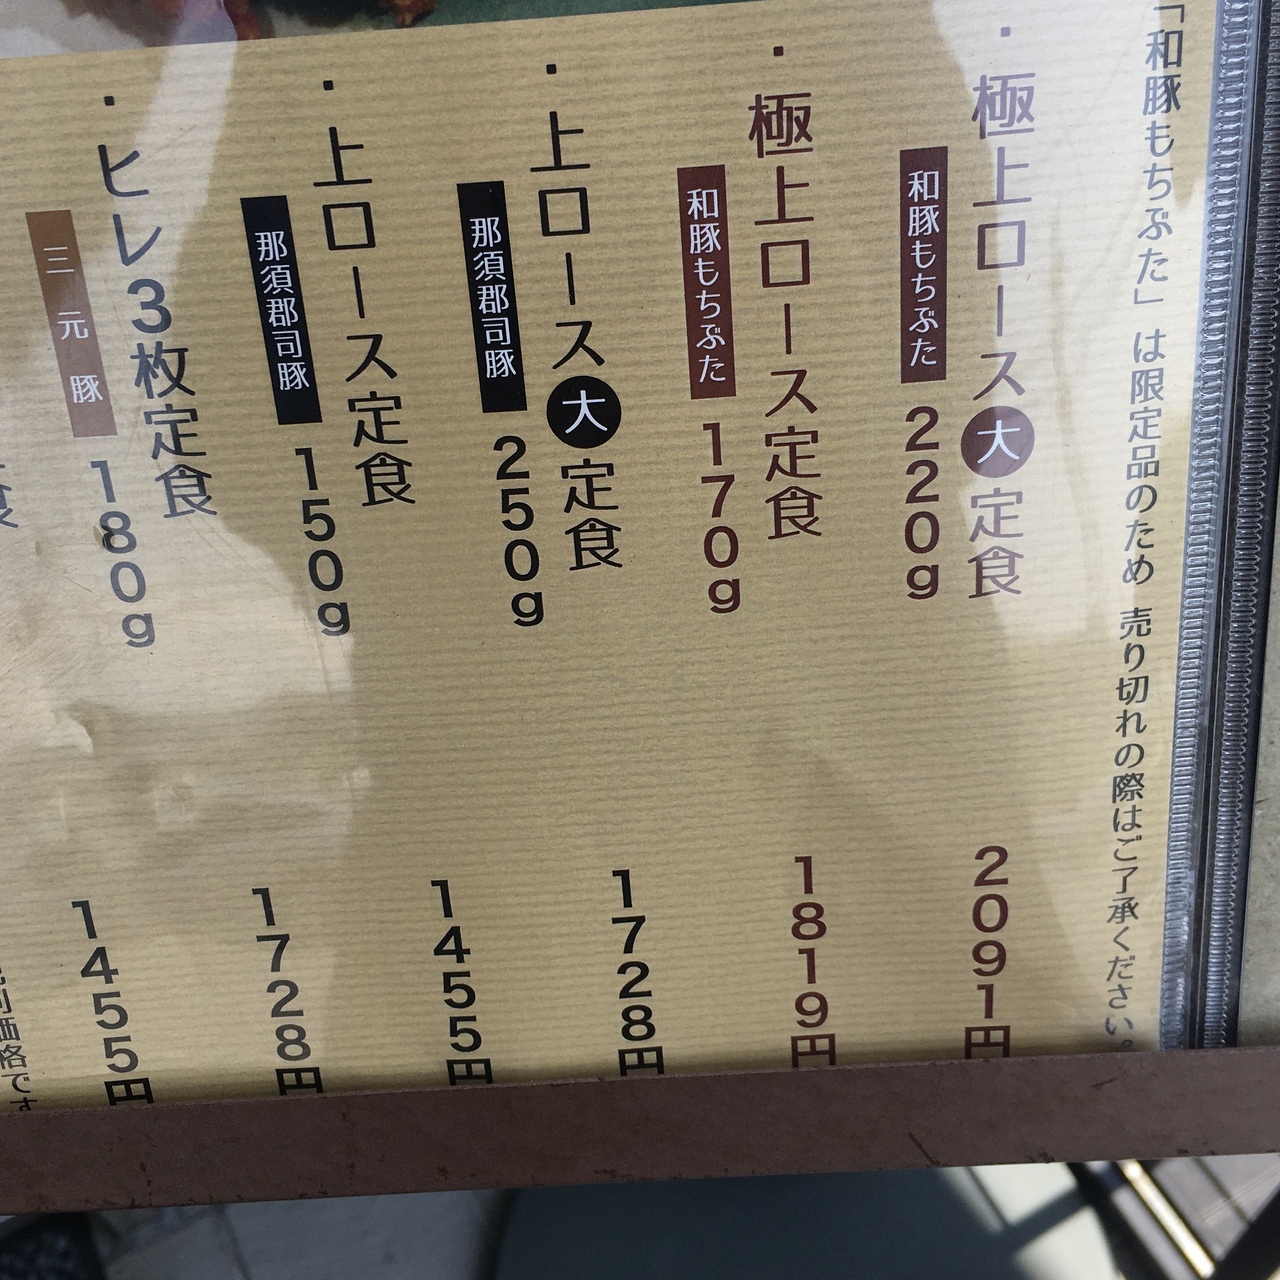 「和豚もちぶた」は限定品のため 売り切れの際はご了承ください。
・極上ロース大定食
和豚もちぶた 220g
2091円
・極上ロース定食
和豚もちぶた 170g
1819円
・上ロース大定食
那須郡司豚 250g
1728円
・上ロース定食
那須郡司豚 150g
1455円
・ヒレ3枚定食
三元豚 180g
1728円
1455円
価格です